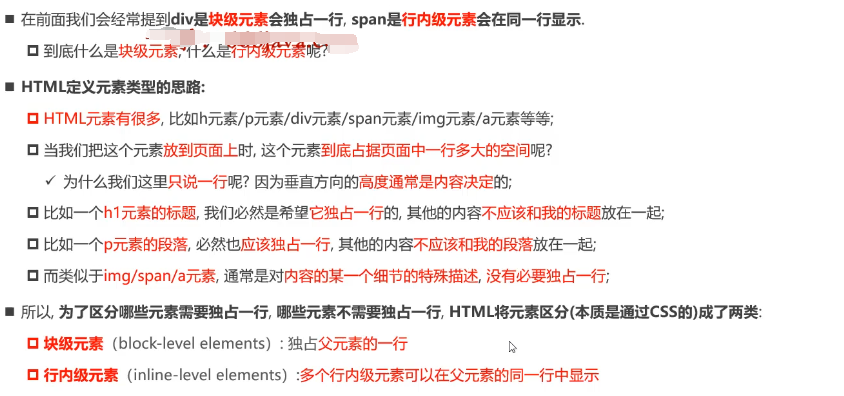 在前面我们会经常提到div是块级元素会独占一行, span是行内级元素会在同一行显示.
到底什么是块级元素, 什么是行内级元素呢?
HTML定义元素类型的思路:
HTML元素有很多, 比如h元素/p元素/div元素/span元素/img元素/a元素等等;
当我们把这个元素放到页面上时, 这个元素到底占据页面中一行多大的空间呢?
为什么我们这里只说一行呢? 因为垂直方向的高度通常是内容决定的;
比如一个h1元素的标题, 我们必然是希望它独占一行的, 其他的内容不应该和我的标题放在一起;
比如一个p元素的段落, 必然也应该独占一行, 其他的内容不应该和我的段落放在一起;
而类似于img/span/a元素, 通常是对内容的某一个细节的特殊描述, 没有必要独占一行;
所以, 为了区分哪些元素需要独占一行, 哪些元素不需要独占一行, HTML将元素区分(本质是通过CSS的)成了两类:
块级元素（block-level elements）: 独占父元素的一行
行内级元素（inline-level elements）:多个行内级元素可以在父元素的同一行中显示